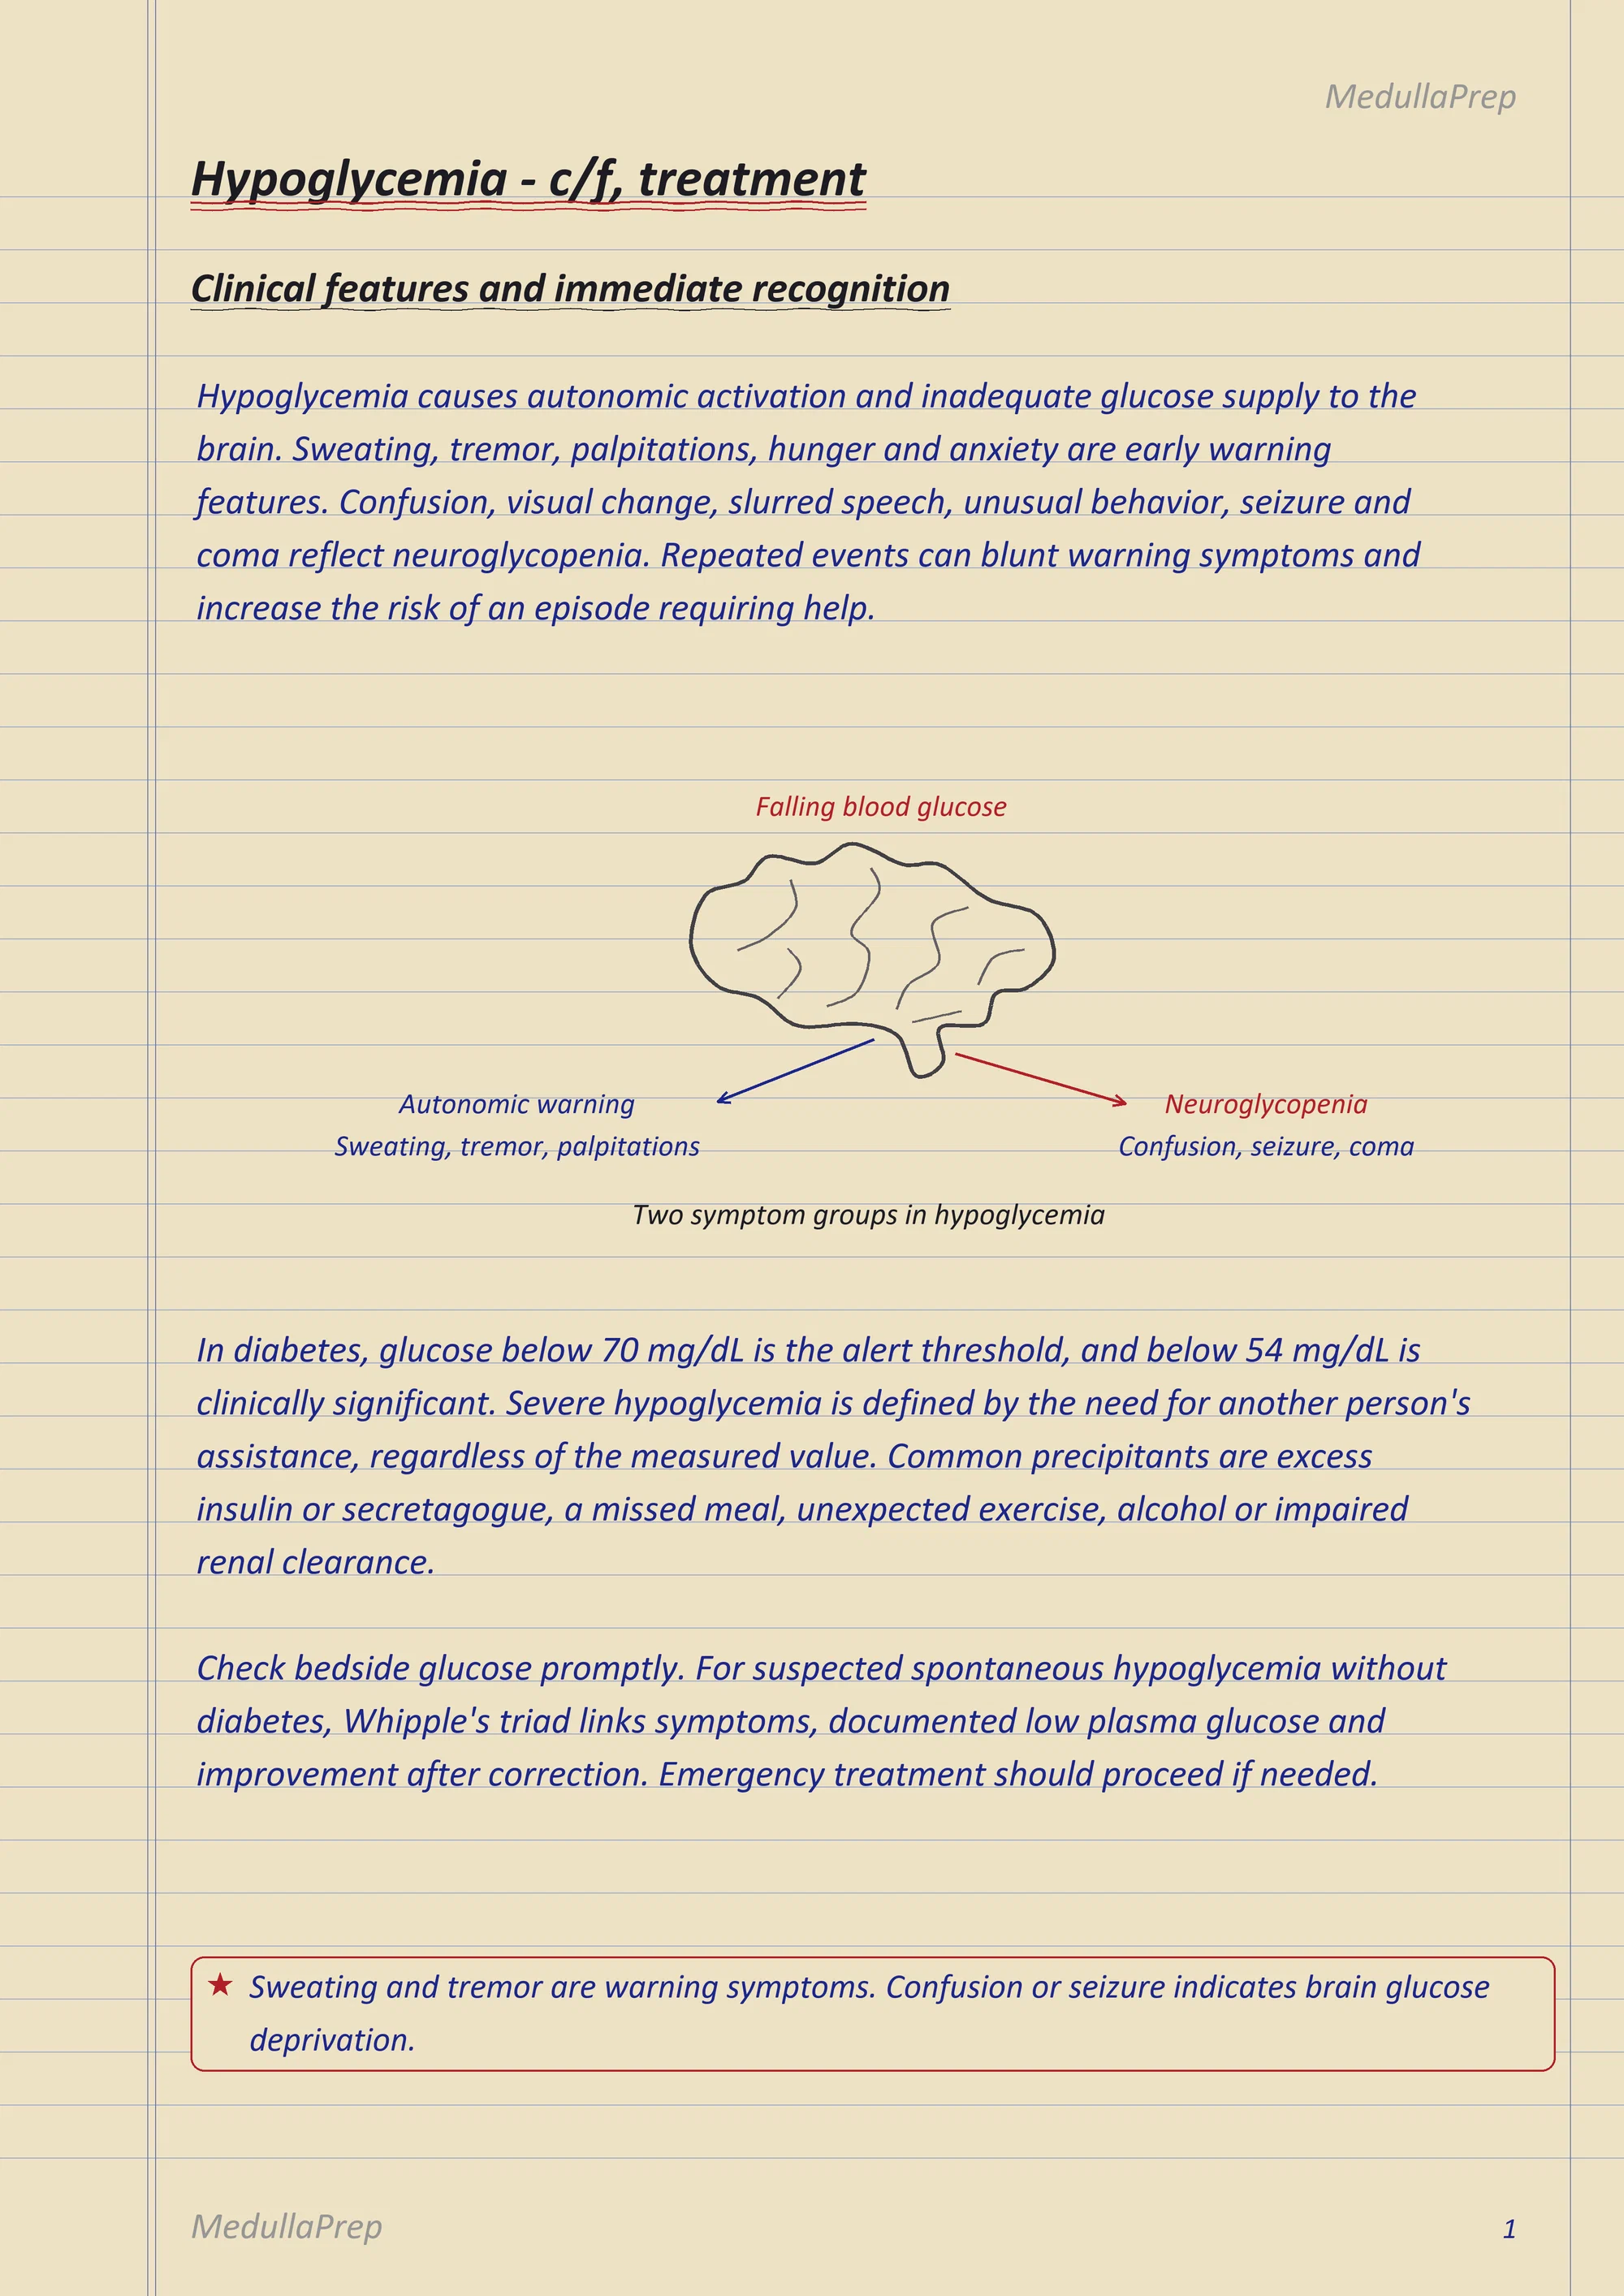 MedullaPrep
Hypoglycemia - c/f, treatment
Clinical features and immediate recognition
Hypoglycemia causes autonomic activation and inadequate glucose supply to the
brain. Sweating, tremor, palpitations, hunger and anxiety are early warning
features. Confusion, visual change, slurred speech, unusual behavior, seizure and
coma reflect neuroglycopenia. Repeated events can blunt warning symptoms and
increase the risk of an episode requiring help.
Falling blood glucose
Autonomic warning
Sweating, tremor, palpitations
Neuroglycopenia
Confusion, seizure, coma
Two symptom groups in hypoglycemia
In diabetes, glucose below 70 mg/dL is the alert threshold, and below 54 mg/dL is
clinically significant. Severe hypoglycemia is defined by the need for another person's
assistance, regardless of the measured value. Common precipitants are excess
insulin or secretagogue, a missed meal, unexpected exercise, alcohol or impaired
renal clearance.
Check bedside glucose promptly. For suspected spontaneous hypoglycemia without
diabetes, Whipple's triad links symptoms, documented low plasma glucose and
improvement after correction. Emergency treatment should proceed if needed.
★ Sweating and tremor are warning symptoms. Confusion or seizure indicates brain glucose
deprivation.
MedullaPrep
1